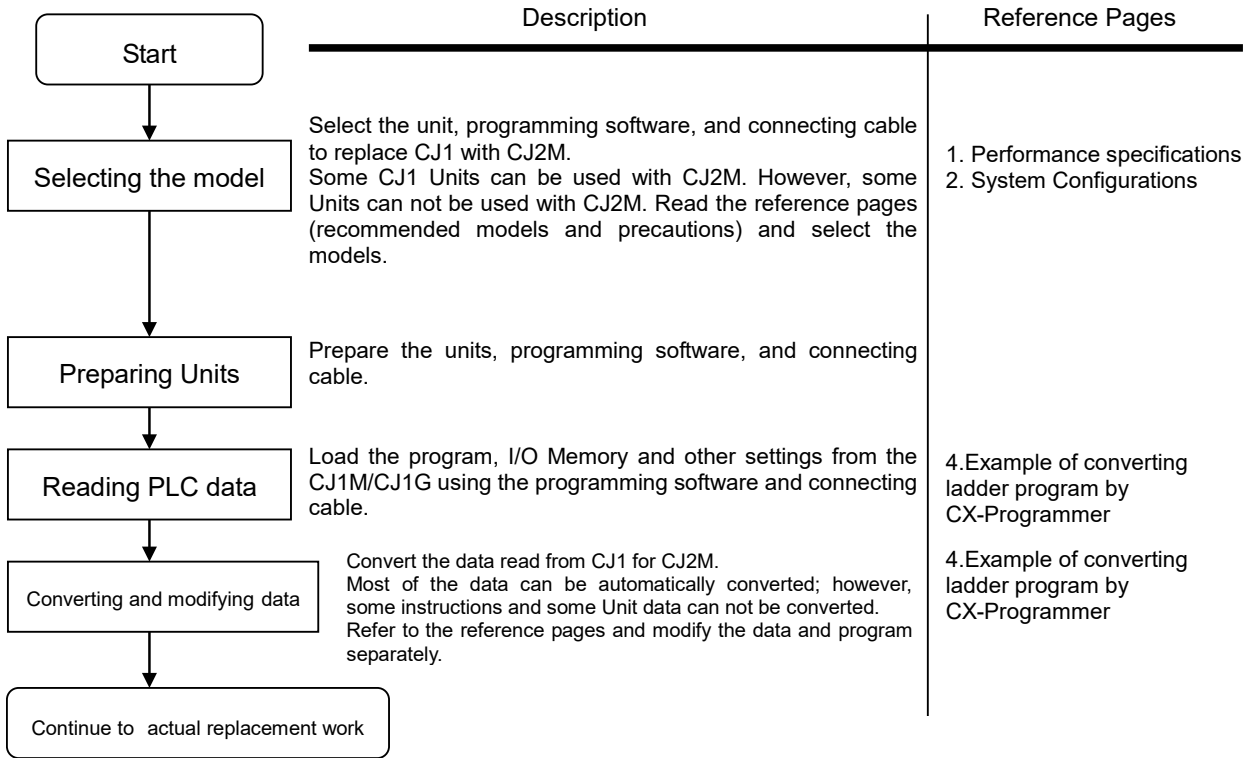 Description
Reference Pages
Start
Selecting the model
Select the unit, programming software, and connecting cable
to replace CJ1 with CJ2M.
Some CJ1 Units can be used with CJ2M. However, some
Units can not be used with CJ2M. Read the reference pages
(recommended models and precautions) and select the
models.
1. Performance specifications
2. System Configurations
Preparing Units
Prepare the units, programming software, and connecting
cable.
Reading PLC data
Load the program, I/O Memory and other settings from the
CJ1M/CJ1G using the programming software and connecting
cable.
4.Example of converting
ladder program by
CX-Programmer
Converting and modifying data
Convert the data read from CJ1 for CJ2M.
Most of the data can be automatically converted; however,
some instructions and some Unit data can not be converted.
Refer to the reference pages and modify the data and program
separately.
4.Example of converting
ladder program by
CX-Programmer
Continue to actual replacement work